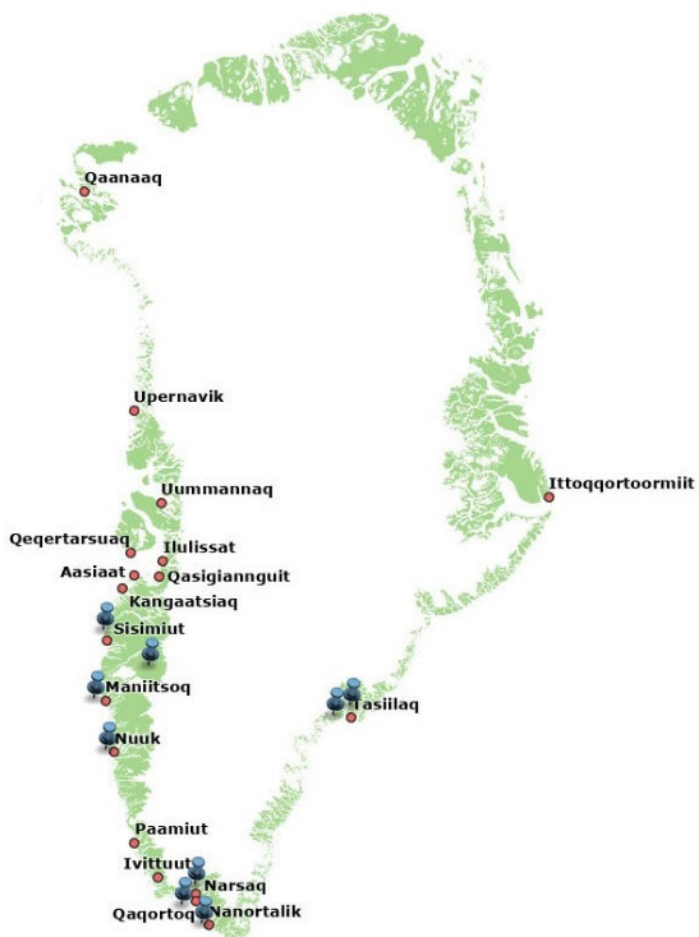 Qaanaaq
Upernavik
Uummannaq
Ittoqqortoormiit
Qeqertarsuaq
Ilulissat
Aasiaat
Qasigiannguit
Kangaatsiaq
Sisimiut
Maniitsoq
Tasiilaq
Nuuk
Paamiut
Ivittuut
Narsaq
Qaqortoq
Nanortalik